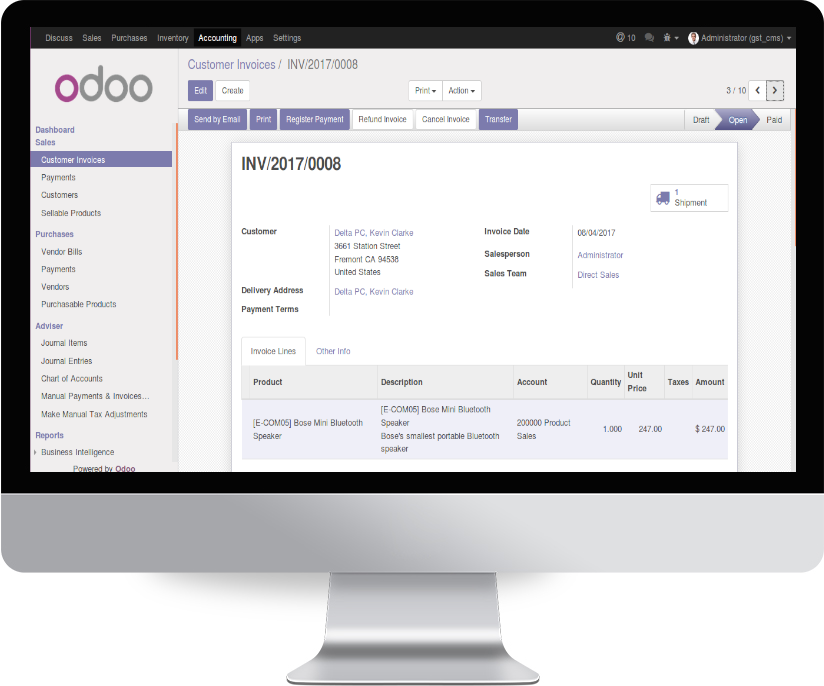 Discuss Sales Purchases Inventory Accounting Apps Settings @ 10 Administrator (gst_cms)
odoo
Dashboard
Sales
Customer Invoices
Payments
Customers
Sellable Products
Purchases
Vendor Bills
Payments
Vendors
Purchasable Products
Adviser
Journal Items
Journal Entries
Chart of Accounts
Manual Payments & Invoices...
Make Manual Tax Adjustments
Reports
Business Intelligence
Powered by Odoo
Customer Invoices / INV/2017/0008
Edit Create Print Action 3 / 10
Send by Email Print Register Payment Refund Invoice Cancel Invoice Transfer Draft Open Paid
INV/2017/0008
1
Shipment
Customer
Delta PC, Kevin Clarke
3661 Station Street
Fremont CA 94538
United States
Delivery Address Delta PC, Kevin Clarke
Payment Terms
Invoice Date 08/04/2017
Salesperson Administrator
Sales Team Direct Sales
Invoice Lines Other Info
Product Description Account Quantity Unit Price Taxes Amount
[E-COM05] Bose Mini Bluetooth
Speaker
[E-COM05] Bose Mini Bluetooth
Speaker
Bose's smallest portable Bluetooth
speaker
200000 Product
Sales
1.000 247.00 $ 247.00